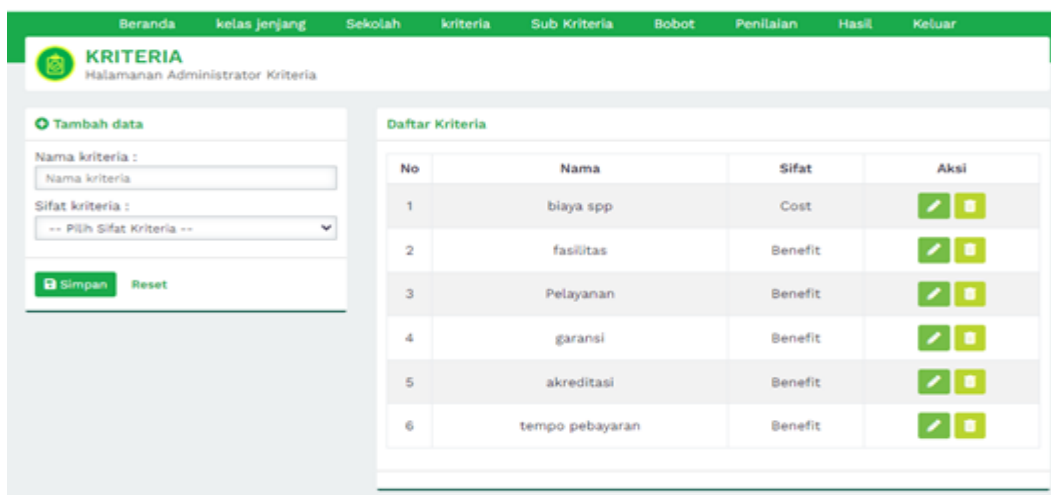 Beranda kelas jenjang Sekolah kriteria Sub Kriteria Bobot Penilaian Hasil Keluar
KRITERIA
Halamanan Administrator Kriteria
Tambah data
Nama kriteria :
Nama kriteria
Sifat kriteria :
-- Pilih Sifat Kriteria --
Simpan Reset
Daftar Kriteria
No Nama Sifat Aksi
1 biaya spp Cost
2 fasilitas Benefit
3 Pelayanan Benefit
4 garansi Benefit
5 akreditasi Benefit
6 tempo pebayaran Benefit